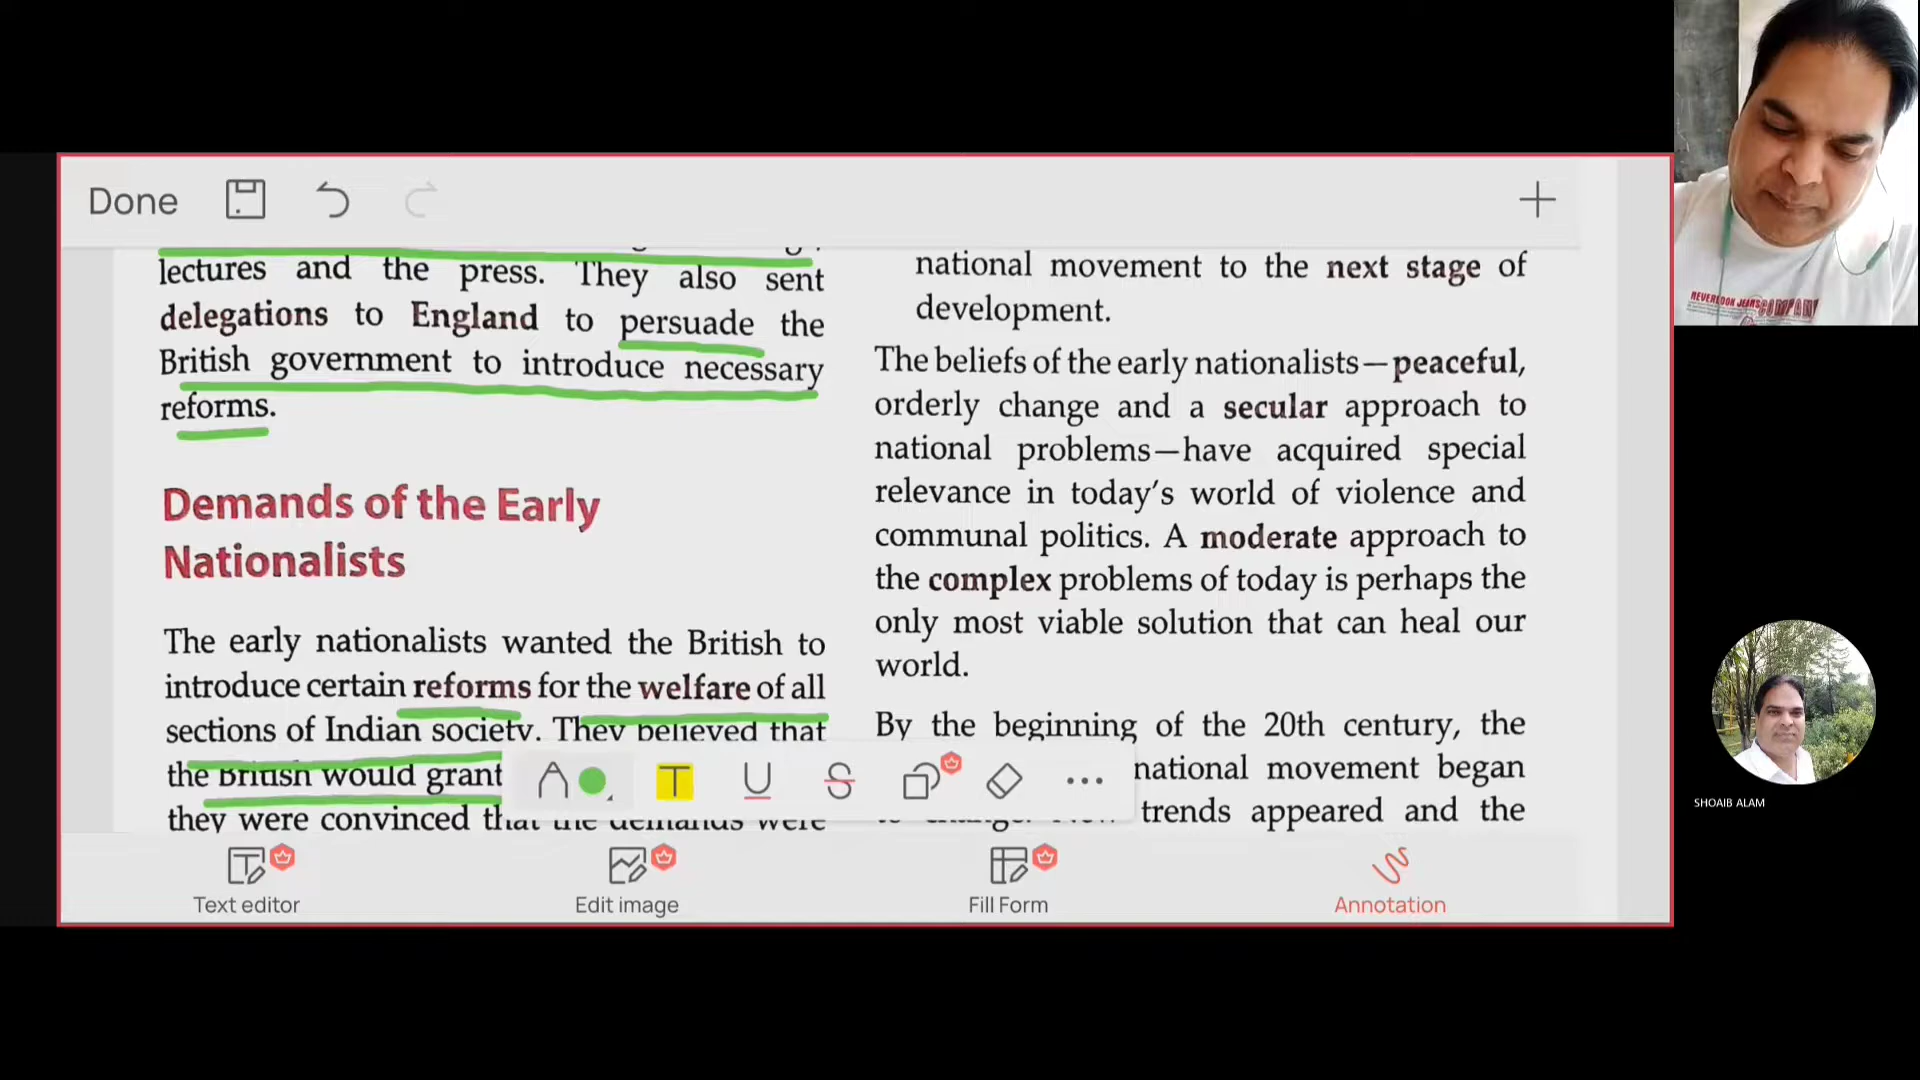 Done
lectures and the press. They also sent
delegations to England to persuade the
British government to introduce necessary
reforms.
Demands of the Early
Nationalists
The early nationalists wanted the British to
introduce certain reforms for the welfare of all
sections of Indian society. They believed that
the British would grant
they were convinced that the demands were
national movement to the next stage of
development.
The beliefs of the early nationalists—peaceful,
orderly change and a secular approach to
national problems—have acquired special
relevance in today's world of violence and
communal politics. A moderate approach to
the complex problems of today is perhaps the
only most viable solution that can heal our
world.
By the beginning of the 20th century, the
national movement began
trends appeared and the
Text editor
Edit image
Fill Form
Annotation
REVERLOOK JEANS COMPANY
SHOAIB ALAM